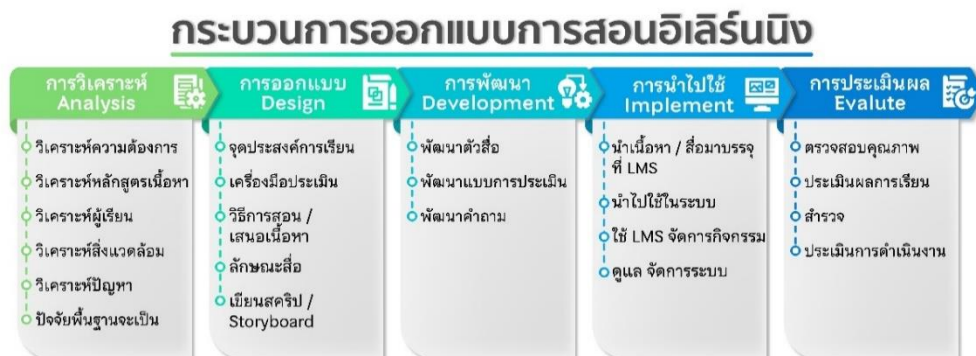 กระบวนการออกแบบการสอนอีเลิร์นนิง
การวิเคราะห์
Analysis
วิเคราะห์ความต้องการ
วิเคราะห์หลักสูตรเนื้อหา
วิเคราะห์ผู้เรียน
วิเคราะห์สิ่งแวดล้อม
วิเคราะห์ปัญหา
ปัจจัยพื้นฐานจะเป็น
การออกแบบ
Design
จุดประสงค์การเรียน
เครื่องมือประเมิน
วิธีการสอน /
เสนอเนื้อหา
ลักษณะสื่อ
เขียนสคริป /
Storyboard
การพัฒนา
Development
พัฒนาตัวสื่อ
พัฒนาแบบการประเมิน
พัฒนาคำถาม
การนำไปใช้
Implement
นำเนื้อหา / สื่อมาบรรจุ
ที่ LMS
นำไปใช้ในระบบ
ใช้ LMS จัดการกิจกรรม
ดูแล จัดการระบบ
การประเมินผล
Evalute
ตรวจสอบคุณภาพ
ประเมินผลการเรียน
สำรวจ
ประเมินการดำเนินงาน